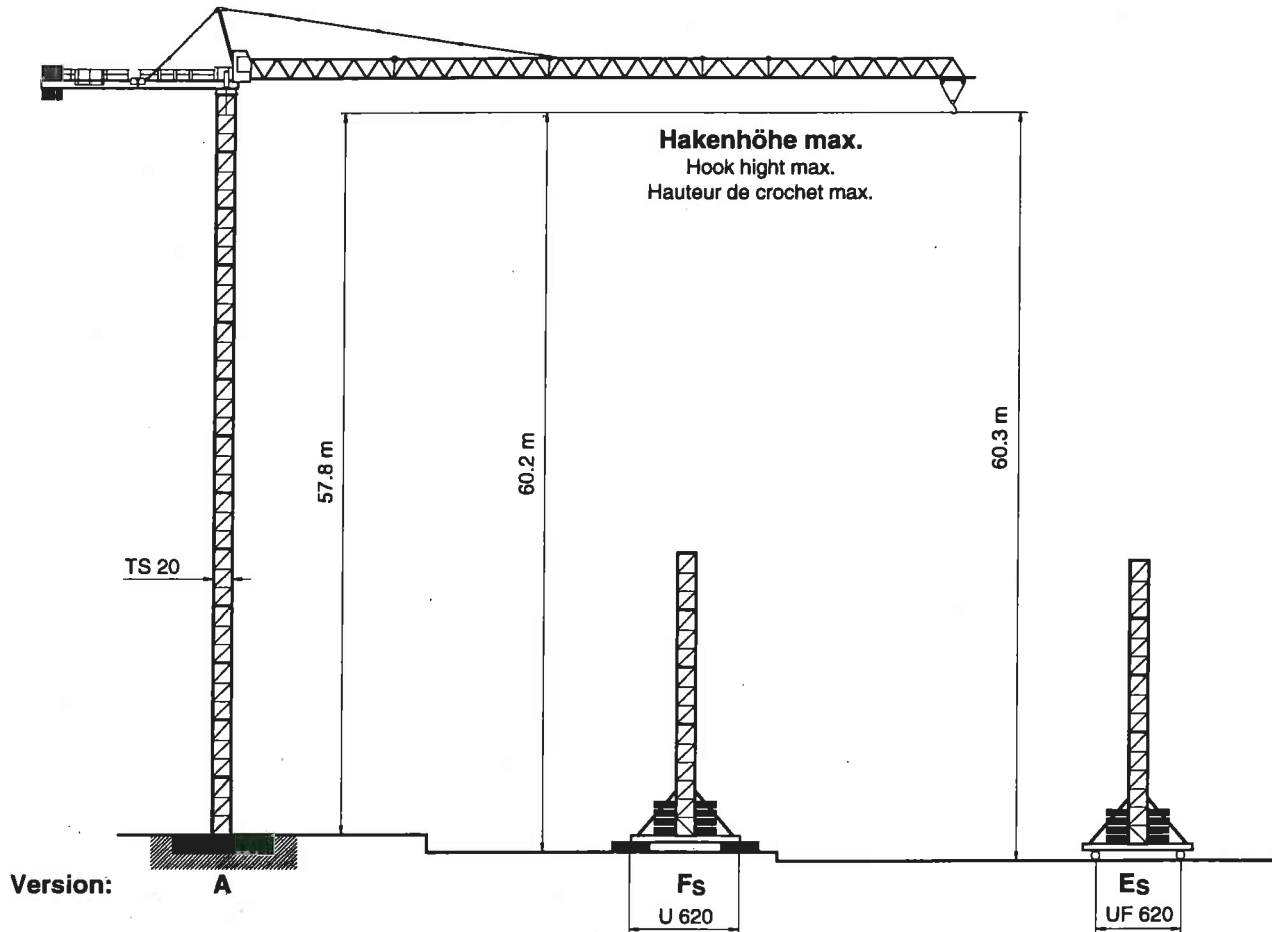 Hakenhöhe max.
Hook hight max.
Hauteur de crochet max.
57.8 m
60.2 m
60.3 m
TS 20
Version:
A
Fs
Es
U 620
UF 620